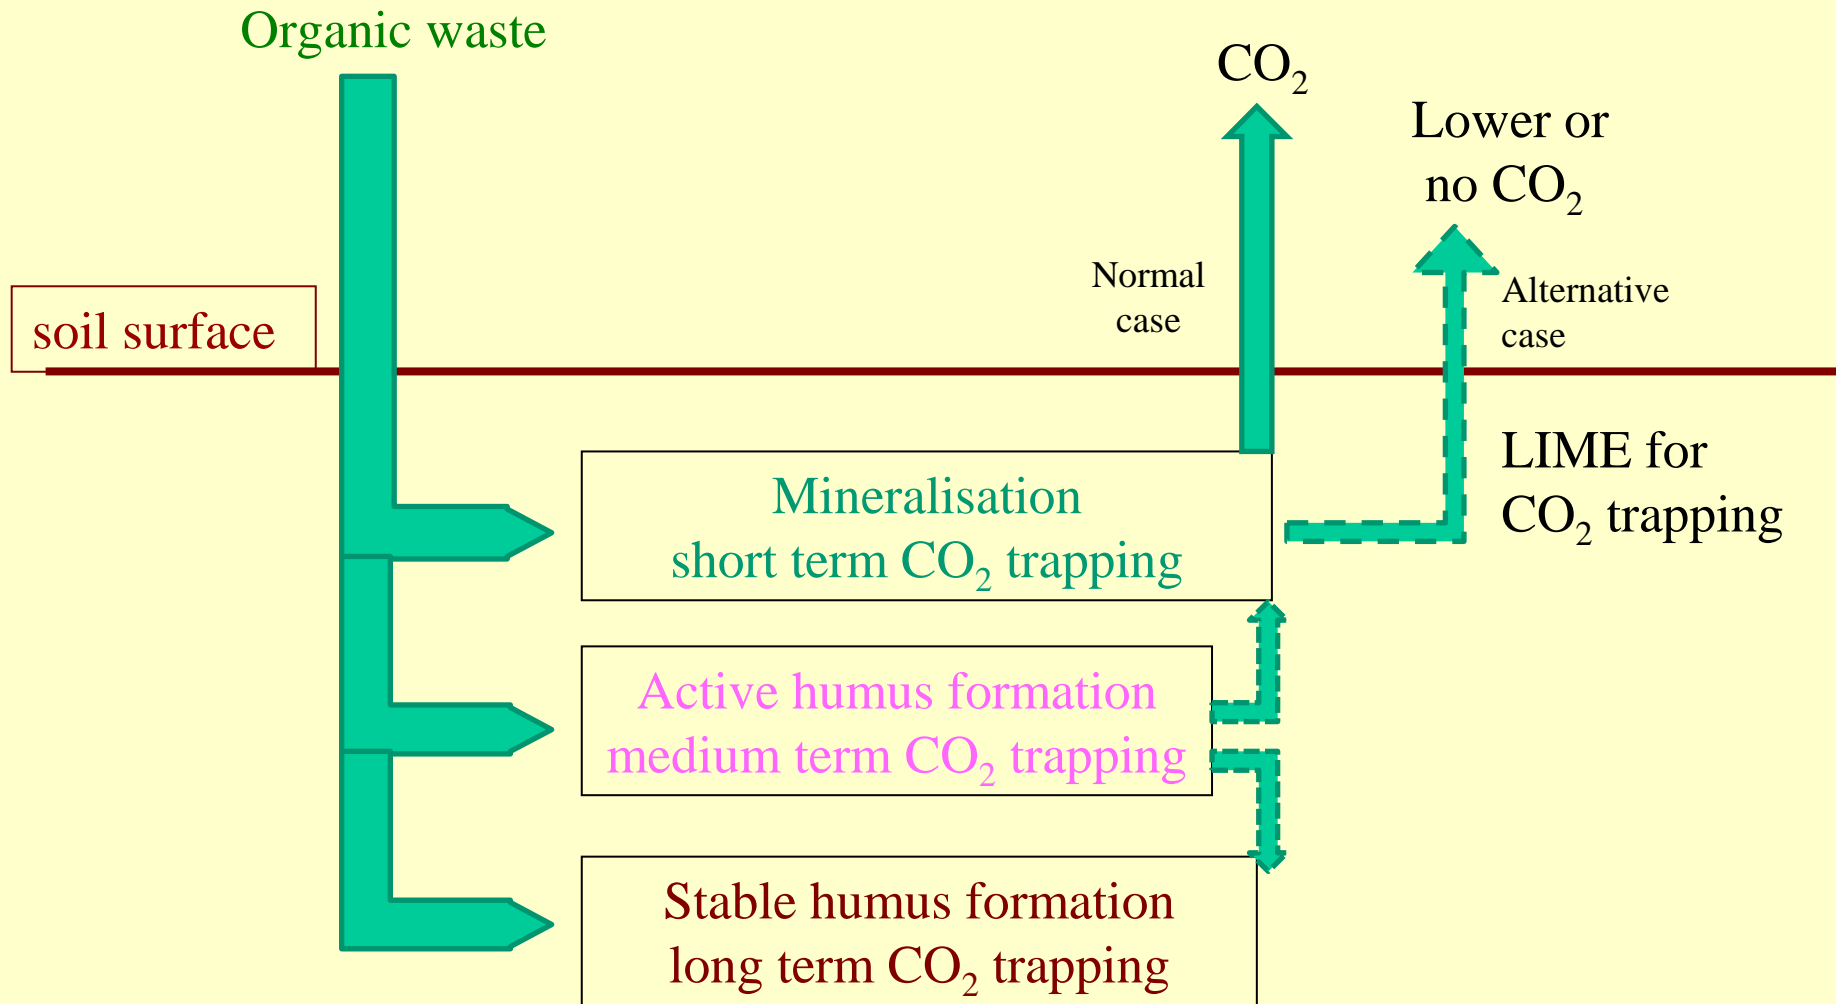 Organic waste
CO₂
Lower or
no CO₂
Normal
case
Alternative
case
soil surface
LIME for
CO₂ trapping
Mineralisation
short term CO₂ trapping
Active humus formation
medium term CO₂ trapping
Stable humus formation
long term CO₂ trapping